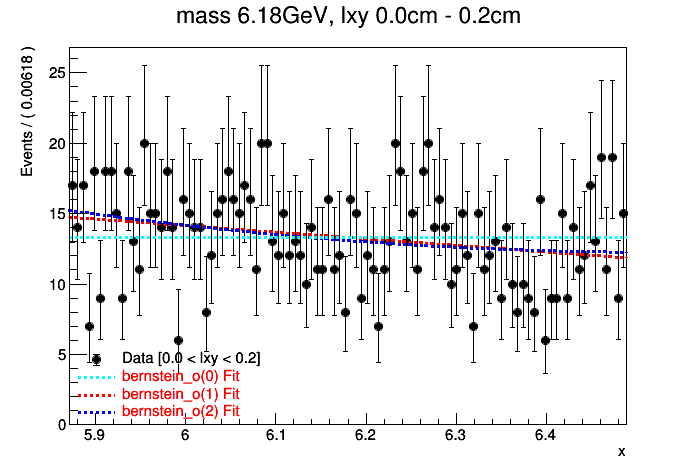 mass 6.18GeV, lxy 0.0cm - 0.2cm
Events / ( 0.00618 )
25
20
15
10
5
0
Data [0.0 < lxy < 0.2]
bernstein_o(0) Fit
bernstein_o(1) Fit
bernstein_o(2) Fit
5.9 6 6.1 6.2 6.3 6.4
x